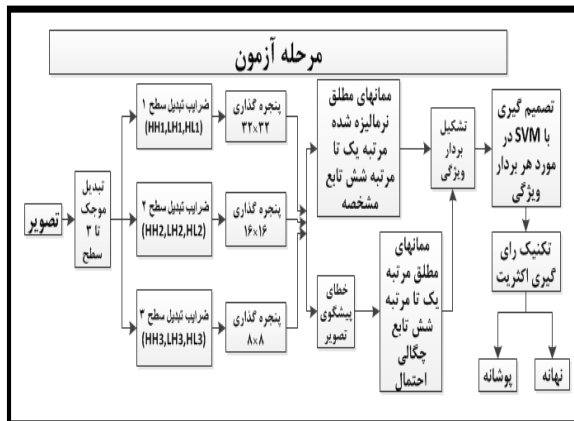 مرحله آزمون
تصویر
تبدیل
موجک
تا ۳
سطح
ضرایب تبدیل سطح ۱
(HH1,LH1,HL1)
پنجره گذاری
۳۲×۳۲
ضرایب تبدیل سطح ۲
(HH2,LH2,HL2)
پنجره گذاری
۱۶×۱۶
ضرایب تبدیل سطح ۳
(HH3,LH3,HL3)
پنجره گذاری
۸×۸
ممانهای مطلق
نرمالیزه شده
مرتبه یک تا
مرتبه شش تابع
مشخصه
خطای
پیشگوی
تصویر
ممانهای
مطلق مرتبه
یک تا مرتبه
شش تابع
چگالی
احتمال
تشکیل
بردار
ویژگی
تصمیم گیری
با SVM در
مورد هر بردار
ویژگی
تکنیک رای
گیری اکثریت
پوشانه
نهانه